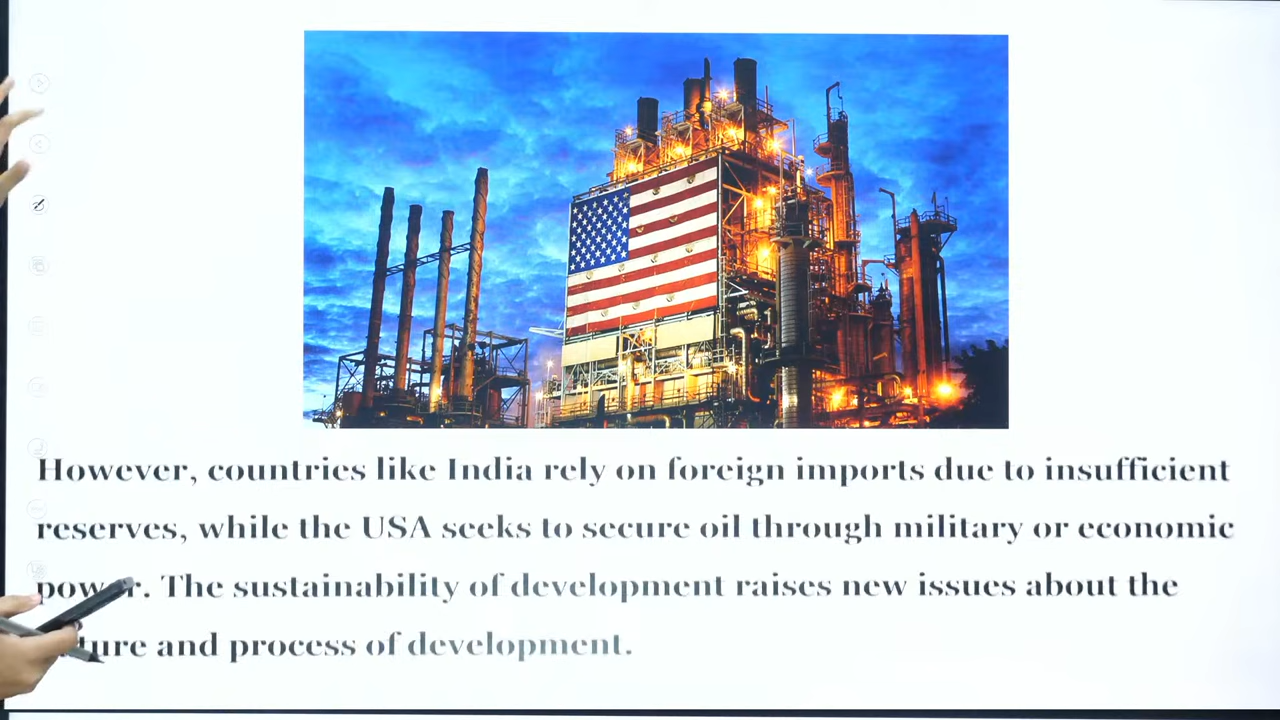 However, countries like India rely on foreign imports due to insufficient
reserves, while the USA seeks to secure oil through military or economic
power. The sustainability of development raises new issues about the
and process of development.